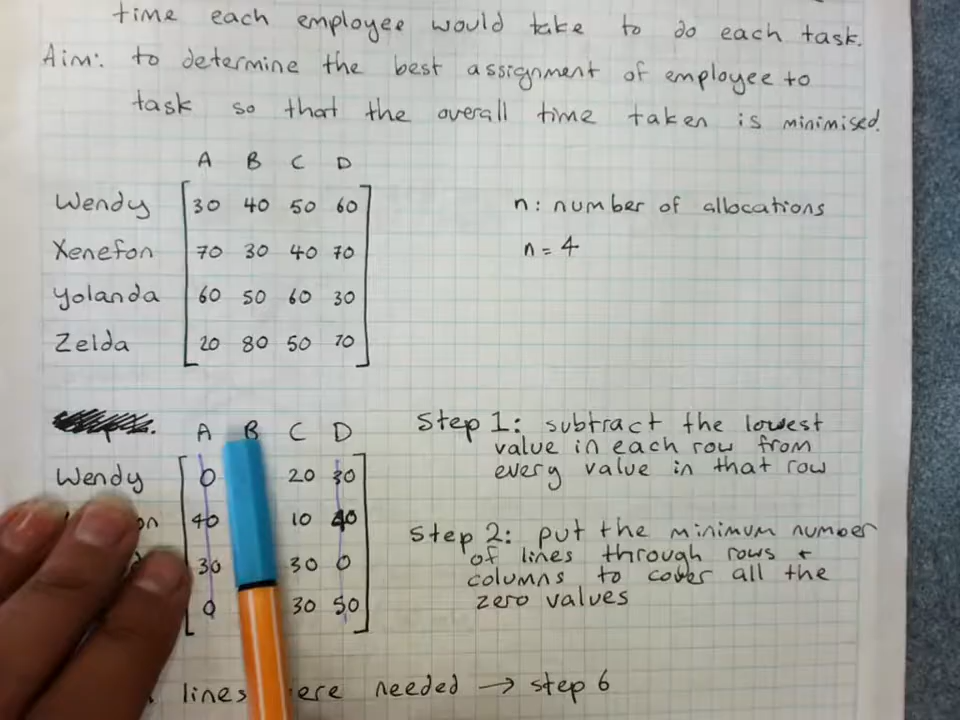 time each employee would take to do each task.
Aim: to determine the best assignment of employee to
task so that the overall time taken is minimised.
A B C D
Wendy 30 40 50 60
Xenefon 70 30 40 70
Yolanda 60 50 60 30
Zelda 20 80 50 70
n: number of allocations
n = 4
A B C D
Wendy 0 20 30
on 40 10 40
30 30 0
0 30 50
Step 1: subtract the lowest
value in each row from
every value in that row
Step 2: put the minimum number
of lines through rows +
columns to cover all the
zero values
lines ere needed → step 6